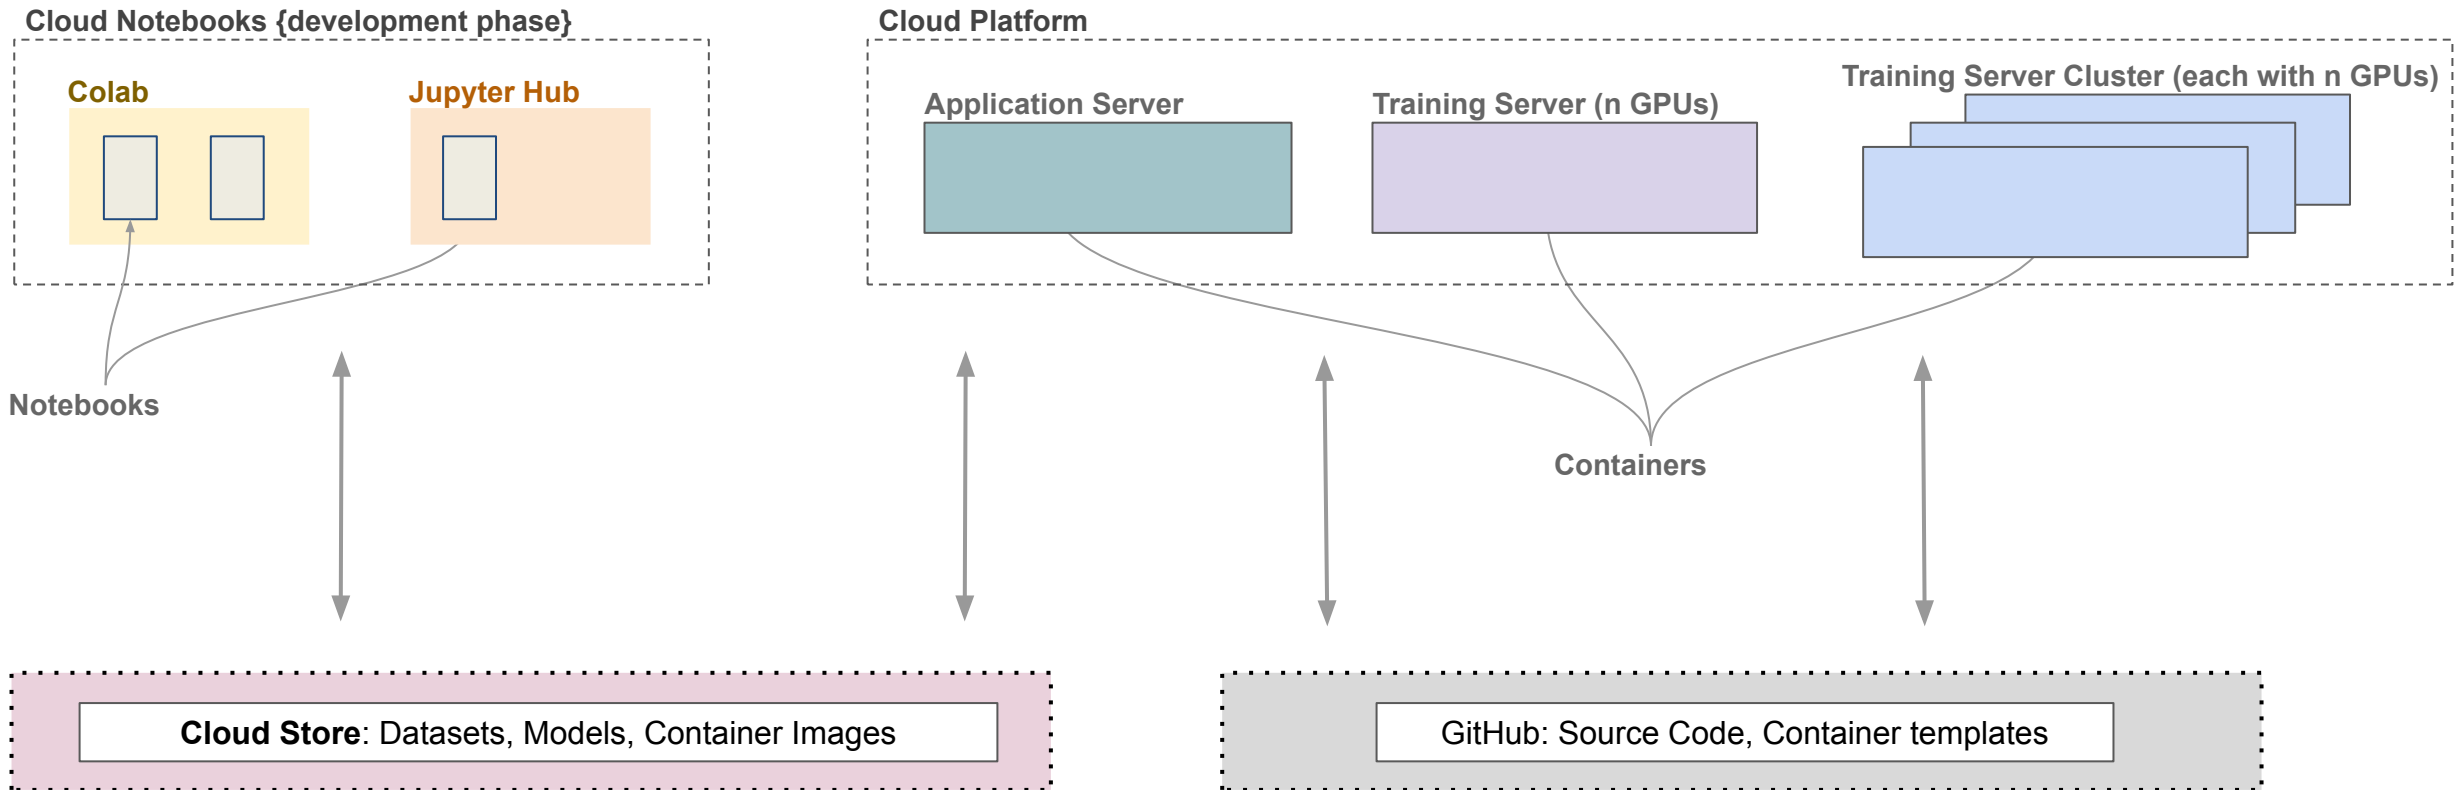 Cloud Notebooks {development phase}
Cloud Platform
Colab
Jupyter Hub
Application Server
Training Server (n GPUs)
Training Server Cluster (each with n GPUs)
Notebooks
Containers
Cloud Store: Datasets, Models, Container Images
GitHub: Source Code, Container templates